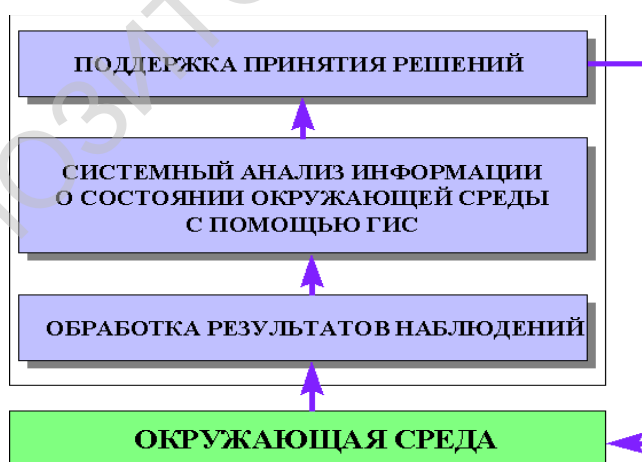 ПОДДЕРЖКА ПРИНЯТИЯ РЕШЕНИЙ
СИСТЕМНЫЙ АНАЛИЗ ИНФОРМАЦИИ
О СОСТОЯНИИ ОКРУЖАЮЩЕЙ СРЕДЫ
С ПОМОЩЬЮ ГИС
ОБРАБОТКА РЕЗУЛЬТАТОВ НАБЛЮДЕНИЙ
ОКРУЖАЮЩАЯ СРЕДА